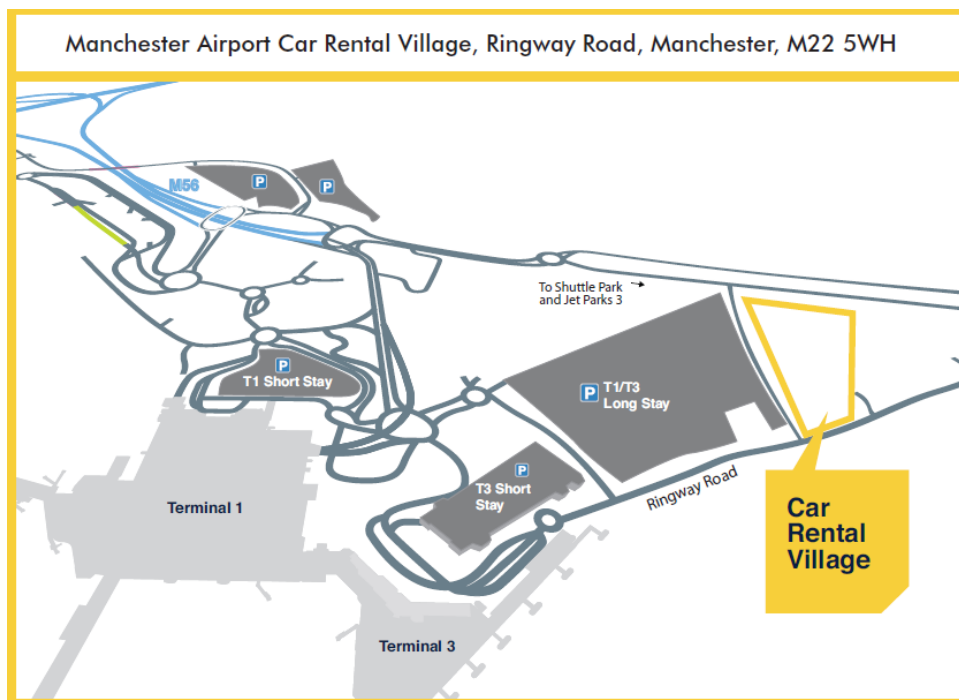 Manchester Airport Car Rental Village, Ringway Road, Manchester, M22 5WH
M56
P
P
To Shuttle Park
and Jet Parks 3
P
T1 Short Stay
P
T1/T3
Long Stay
P
T3 Short
Stay
Ringway Road
Terminal 1
Car
Rental
Village
Terminal 3